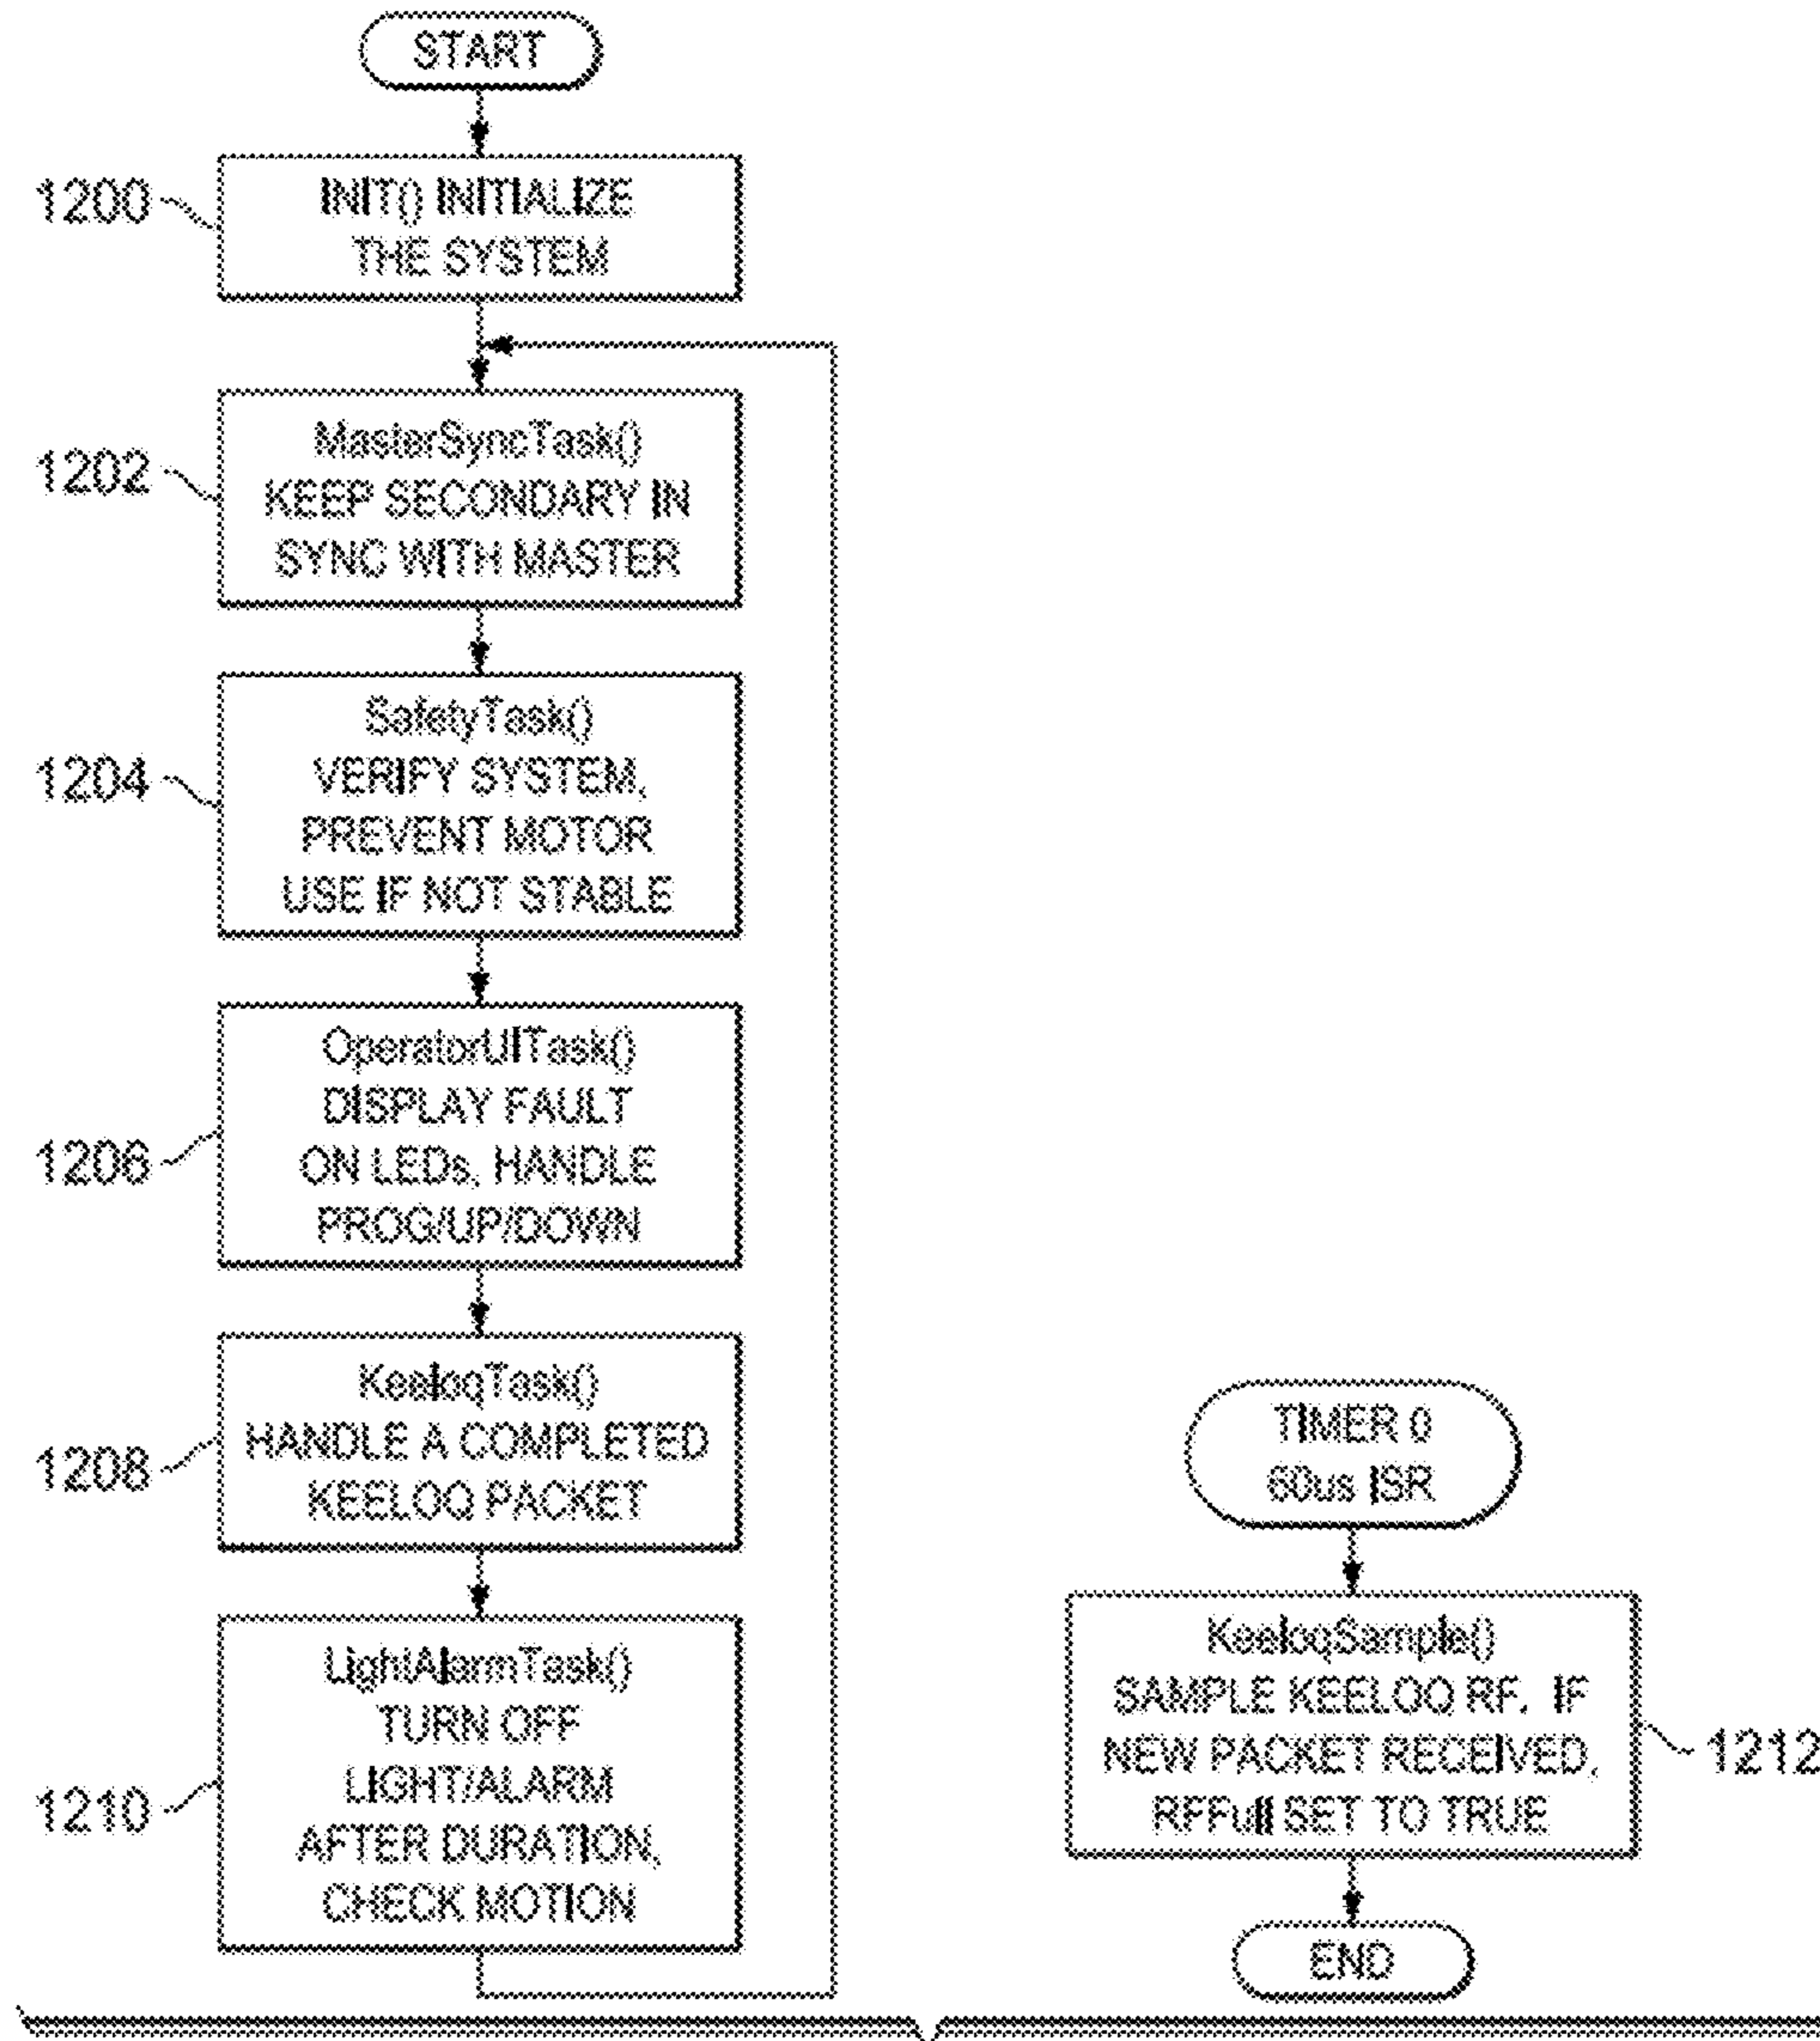 START
1200
INIT() INITIALIZE
THE SYSTEM
1202
MasterSyncTask()
KEEP SECONDARY IN
SYNC WITH MASTER
1204
SafetyTask()
VERIFY SYSTEM,
PREVENT MOTOR
USE IF NOT STABLE
1206
OperatorUITask()
DISPLAY FAULT
ON LEDs, HANDLE
PROG/UP/DOWN
1208
KeeloqTask()
HANDLE A COMPLETED
KEELOQ PACKET
1210
LightAlarmTask()
TURN OFF
LIGHT/ALARM
AFTER DURATION,
CHECK MOTION
TIMER 0
60us ISR
KeeloqSample()
SAMPLE KEELOQ RF. IF
NEW PACKET RECEIVED,
RFFull SET TO TRUE
1212
END